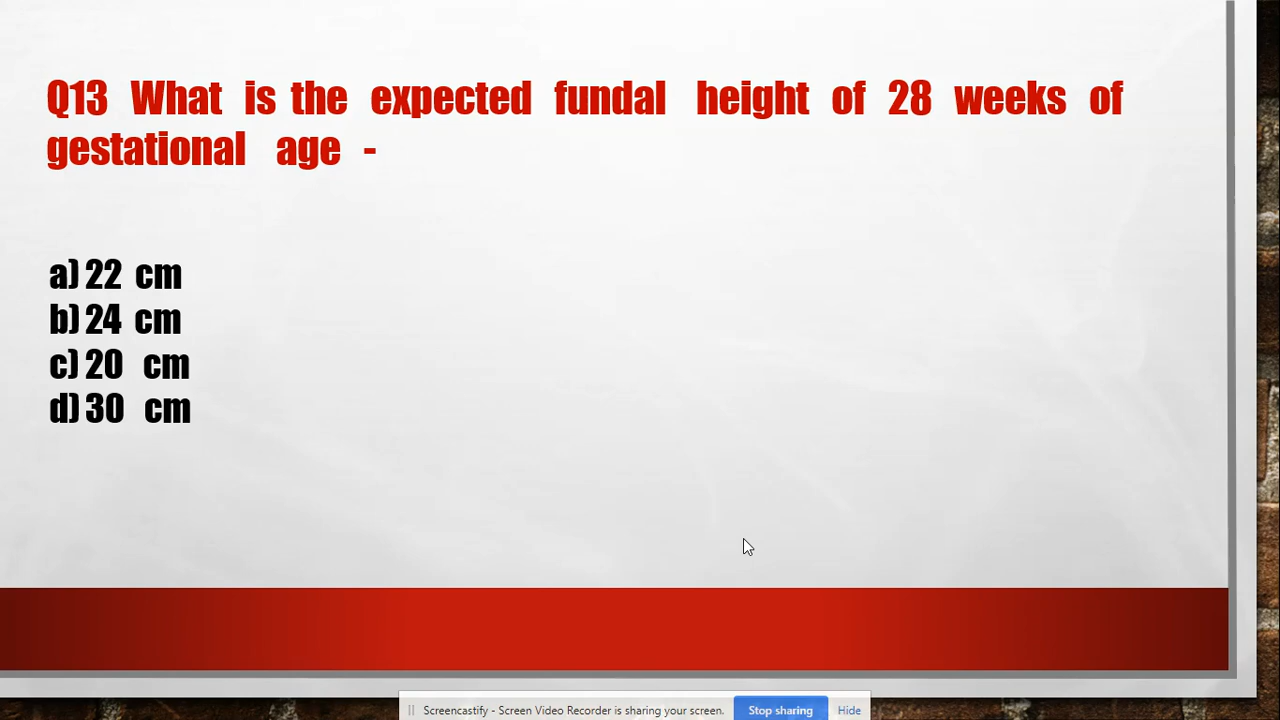 Q13 What is the expected fundal height of 28 weeks of
gestational age -
a) 22 cm
b) 24 cm
c) 20 cm
d) 30 cm
Screencastify - Screen Video Recorder is sharing your screen. Stop sharing Hide